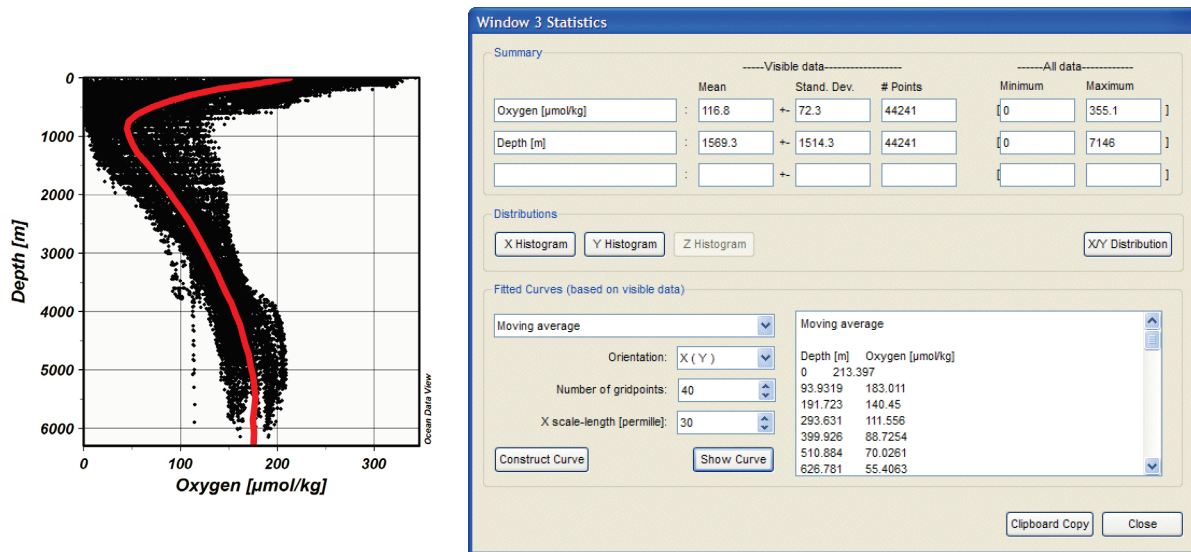 0
1000
2000
3000
4000
5000
6000
Depth [m]
0 100 200 300
Oxygen [µmol/kg]
Ocean Data View
Window 3 Statistics
Summary
-----Visible data------------------- -----All data------------
Mean Stand. Dev. # Points Minimum Maximum
Oxygen [µmol/kg] : 116.8 +- 72.3 44241 [ 0 355.1 ]
Depth [m] : 1569.3 +- 1514.3 44241 [ 0 7146 ]
: +- [ ]
Distributions
X Histogram Y Histogram Z Histogram X/Y Distribution
Fitted Curves (based on visible data)
Moving average
Orientation: X ( Y )
Number of gridpoints: 40
X scale-length [permille]: 30
Construct Curve Show Curve
Moving average
Depth [m] Oxygen [µmol/kg]
0 213.397
93.9319 183.011
191.723 140.45
293.631 111.556
399.926 88.7254
510.884 70.0261
626.781 55.4063
Clipboard Copy Close